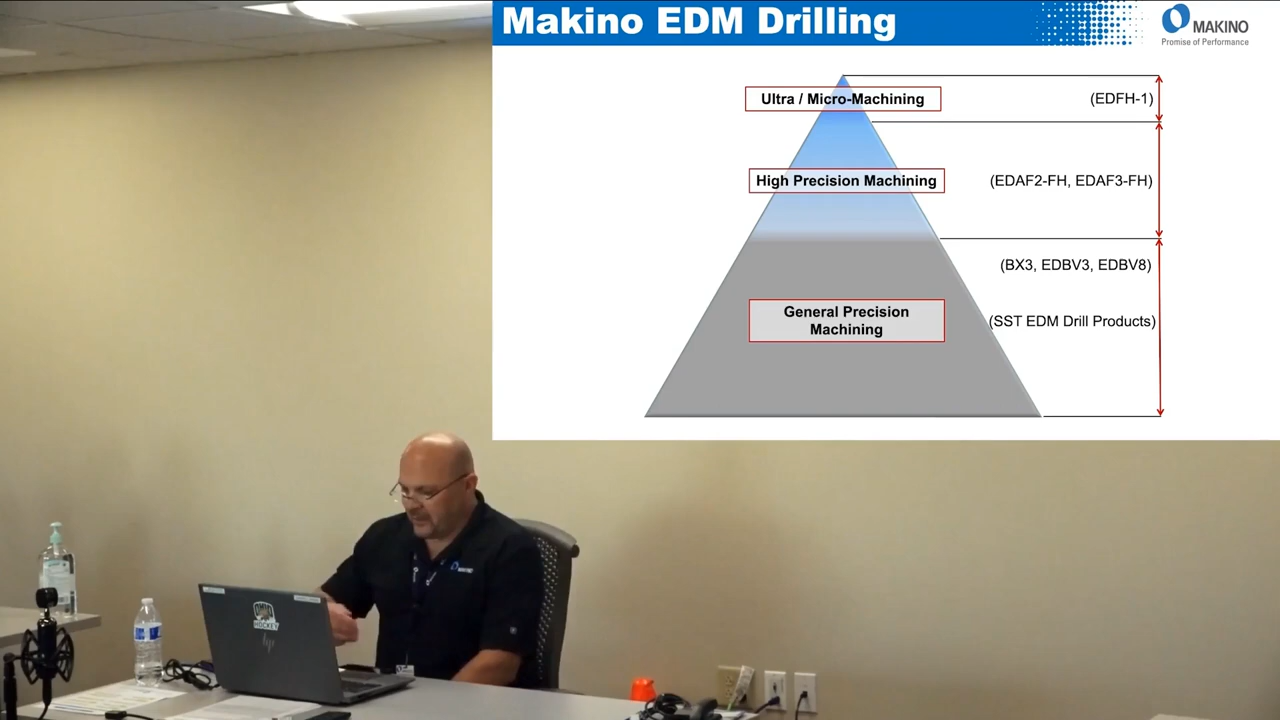 Makino EDM Drilling
MAKINO
Promise of Performance
Ultra / Micro-Machining
(EDFH-1)
High Precision Machining
(EDAF2-FH, EDAF3-FH)
(BX3, EDBV3, EDBV8)
General Precision
Machining
(SST EDM Drill Products)
MAKINO
HOCKEY
hp